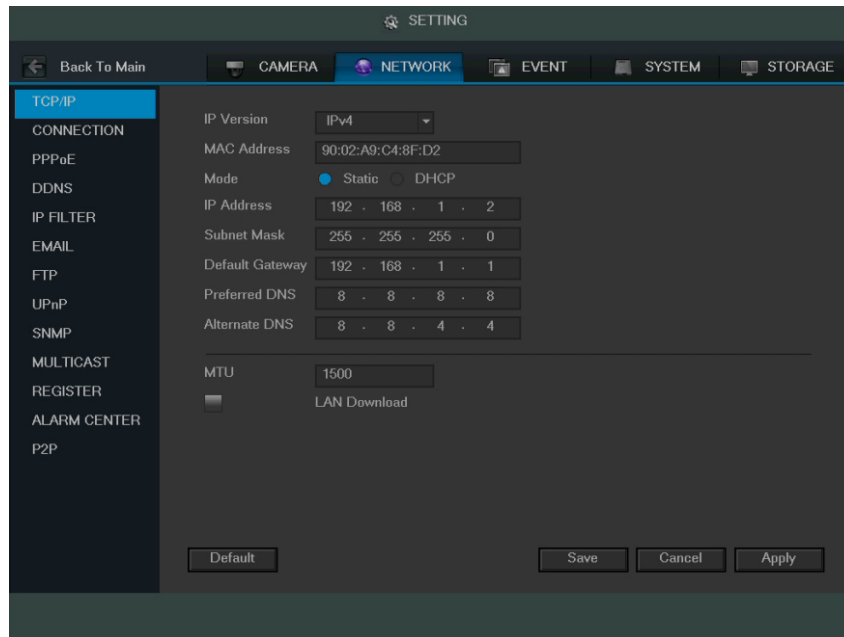 SETTING
Back To Main CAMERA NETWORK EVENT SYSTEM STORAGE
TCP/IP
CONNECTION
PPPoE
DDNS
IP FILTER
EMAIL
FTP
UPnP
SNMP
MULTICAST
REGISTER
ALARM CENTER
P2P
IP Version IPv4
MAC Address 90:02:A9:C4:8F:D2
Mode Static DHCP
IP Address 192 . 168 . 1 . 2
Subnet Mask 255 . 255 . 255 . 0
Default Gateway 192 . 168 . 1 . 1
Preferred DNS 8 . 8 . 8 . 8
Alternate DNS 8 . 8 . 4 . 4
MTU 1500
LAN Download
Default Save Cancel Apply